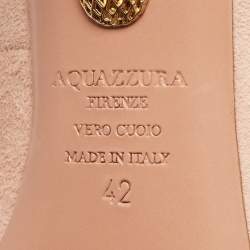 AQUAZZURA
FIRENZE
VERO CUOIO
MADE IN ITALY
42